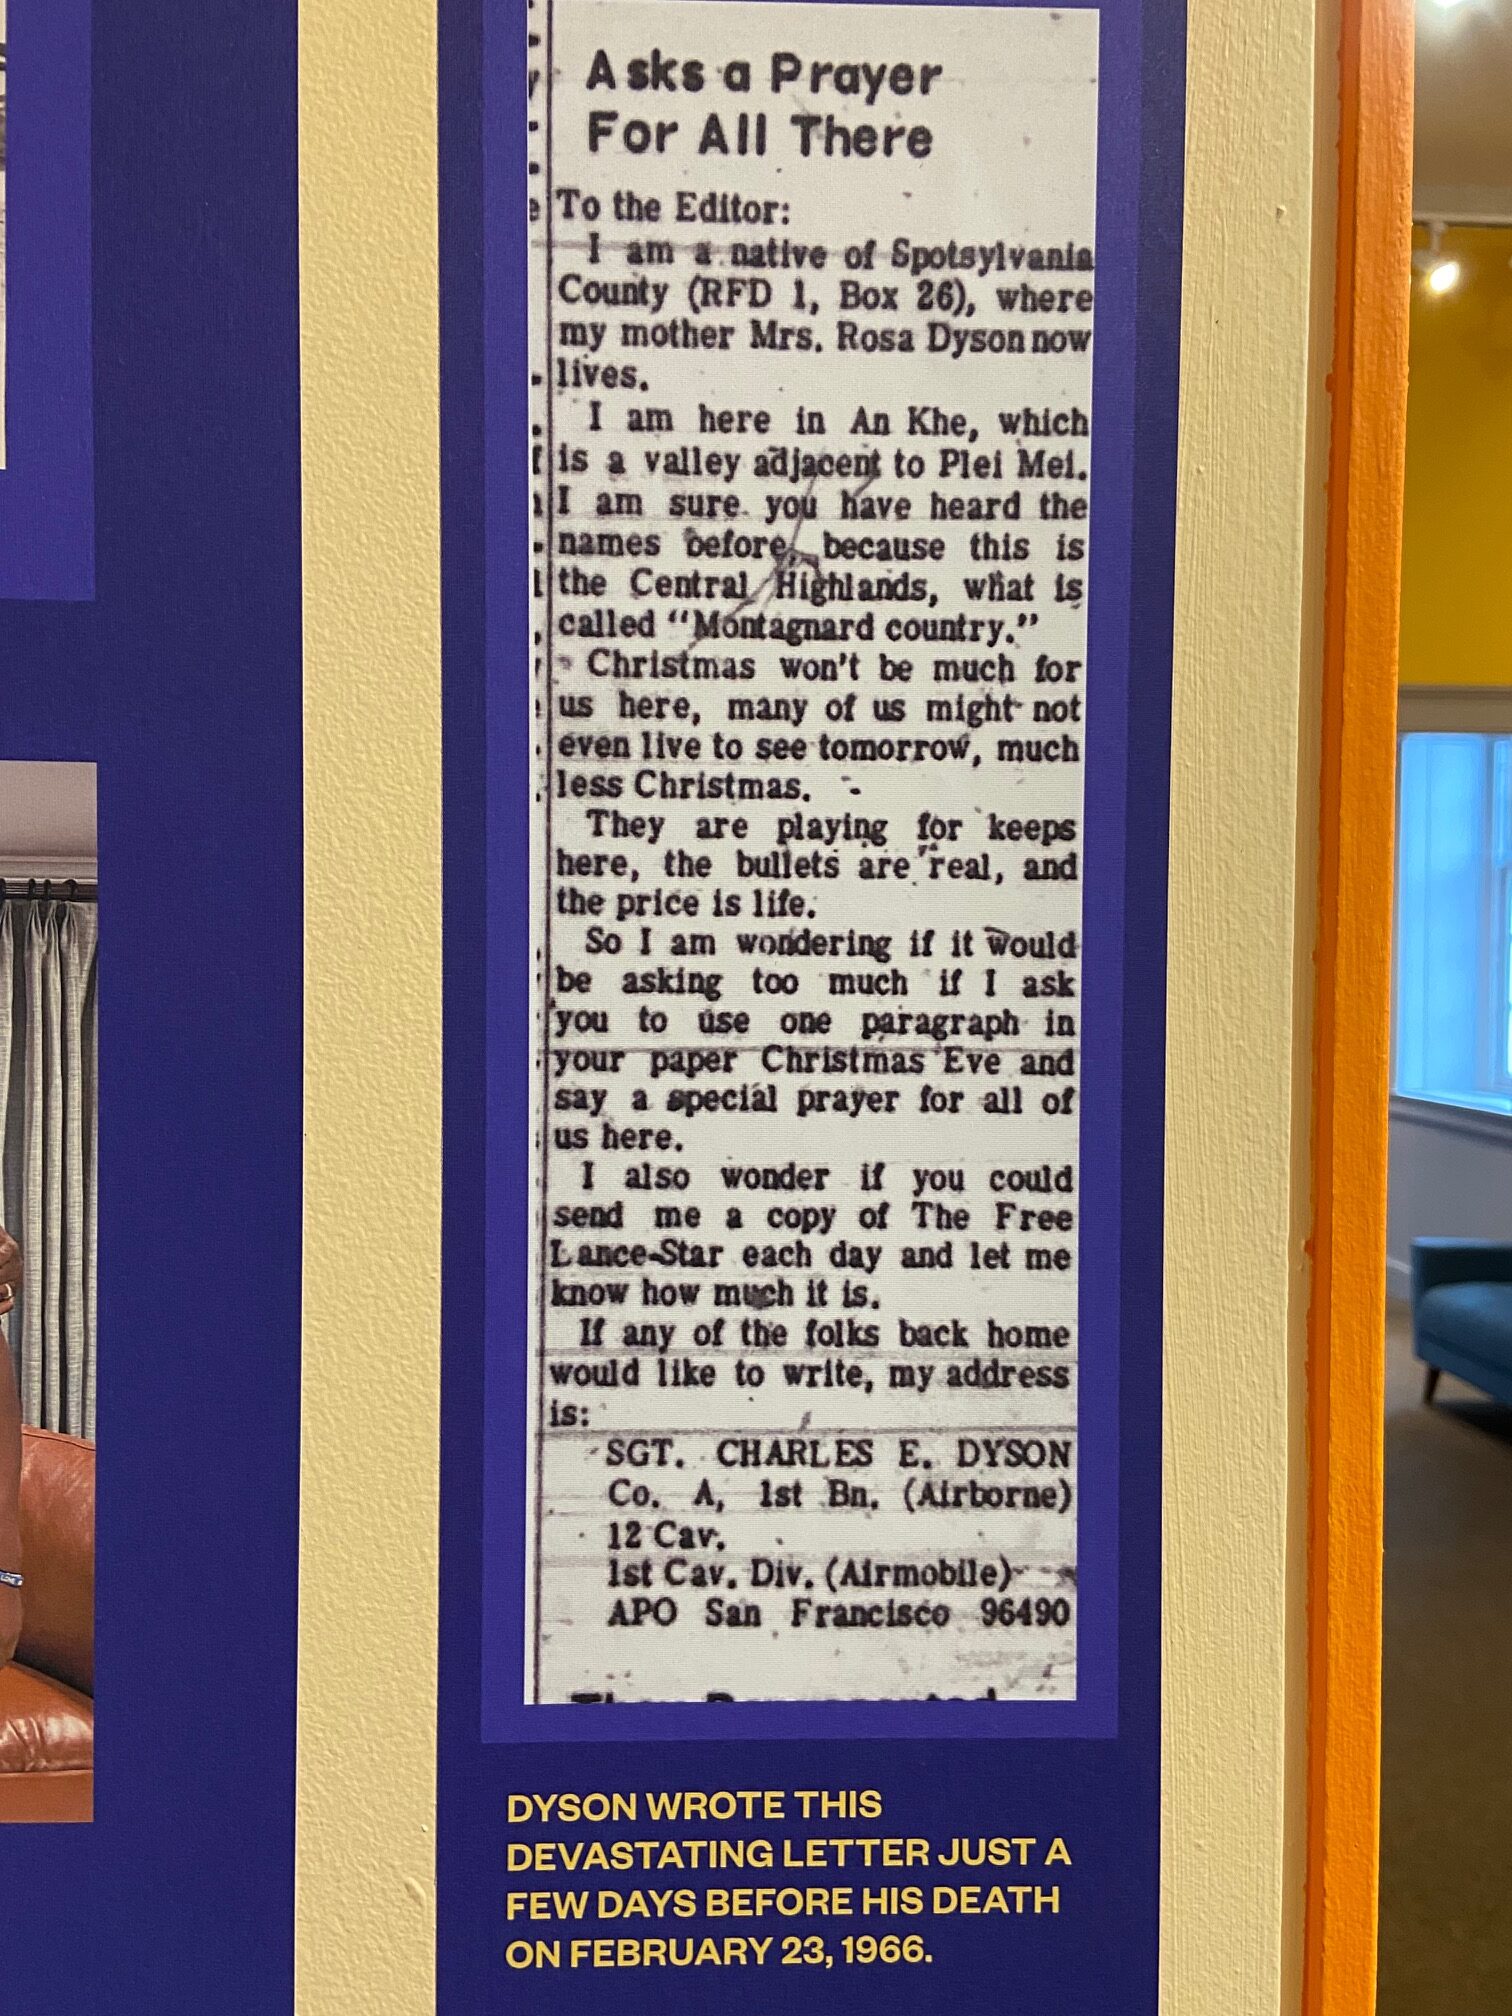 Asks a Prayer
For All There
To the Editor:
I am a native of Spotsylvania
County (RFD 1, Box 26), where
my mother Mrs. Rosa Dyson now
lives.
I am here in An Khe, which
is a valley adjacent to Plei Mei.
I am sure you have heard the
names before, because this is
the Central Highlands, what is
called "Montagnard country."
Christmas won't be much for
us here, many of us might not
even live to see tomorrow, much
less Christmas.
They are playing for keeps
here, the bullets are real, and
the price is life.
So I am wondering if it would
be asking too much if I ask
you to use one paragraph in
your paper Christmas Eve and
say a special prayer for all of
us here.
I also wonder if you could
send me a copy of The Free
Lance-Star each day and let me
know how much it is.
If any of the folks back home
would like to write, my address
is:
SGT. CHARLES E. DYSON
Co. A, 1st Bn. (Airborne)
12 Cav.
1st Cav. Div. (Airmobile)
APO San Francisco 96490
DYSON WROTE THIS
DEVASTATING LETTER JUST A
FEW DAYS BEFORE HIS DEATH
ON FEBRUARY 23, 1966.